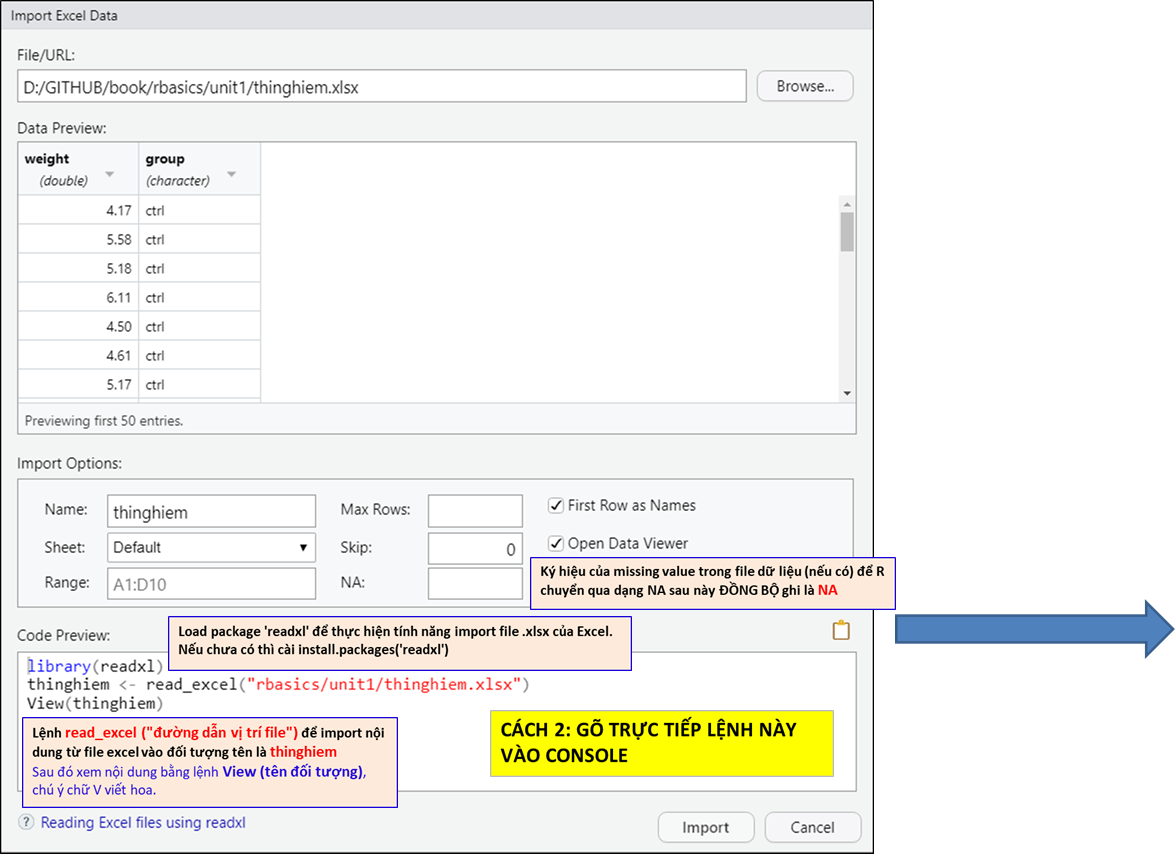 Import Excel Data
File/URL:
D:/GITHUB/book/rbasics/unit1/thinghiem.xlsx
Browse...
Data Preview:
weight group
(double) (character)
4.17 ctrl
5.58 ctrl
5.18 ctrl
6.11 ctrl
4.50 ctrl
4.61 ctrl
5.17 ctrl
Previewing first 50 entries.
Import Options:
Name: thinghiem Max Rows: First Row as Names
Sheet: Default Skip: 0 Open Data Viewer
Range: A1:D10 NA:
Ký hiệu của missing value trong file dữ liệu (nếu có) để R
chuyển qua dạng NA sau này ĐỒNG BỘ ghi là NA
Code Preview:
Load package 'readxl' để thực hiện tính năng import file .xlsx của Excel.
Nếu chưa có thì cài install.packages('readxl')
library(readxl)
thinghiem <- read_excel("rbasics/unit1/thinghiem.xlsx")
View(thinghiem)
Lệnh read_excel ("đường dẫn vị trí file") để import nội
dung từ file excel vào đối tượng tên là thinghiem
Sau đó xem nội dung bằng lệnh View (tên đối tượng),
chú ý chữ V viết hoa.
CÁCH 2: GÕ TRỰC TIẾP LỆNH NÀY
VÀO CONSOLE
? Reading Excel files using readxl
Import Cancel